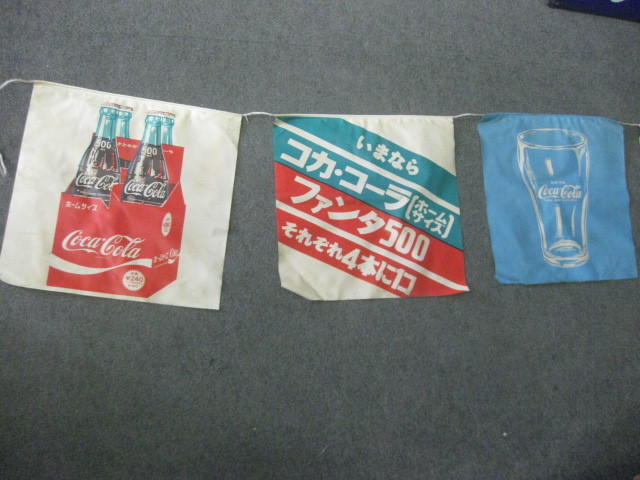 500
500
Coca-Cola
Coca-Cola
ホームサイズ
Coca-Cola
¥240
いまなら
コカ・コーラ[ホームサイズ]
ファンタ500
それぞれ4本に1コ
Coca-Cola